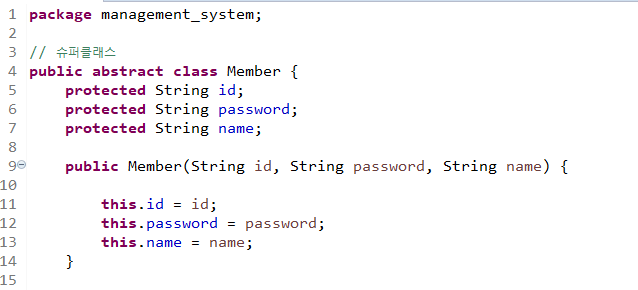 1 package management_system;
2
3 // 슈퍼클래스
4 public abstract class Member {
5     protected String id;
6     protected String password;
7     protected String name;
8
9     public Member(String id, String password, String name) {
10
11         this.id = id;
12         this.password = password;
13         this.name = name;
14     }
15